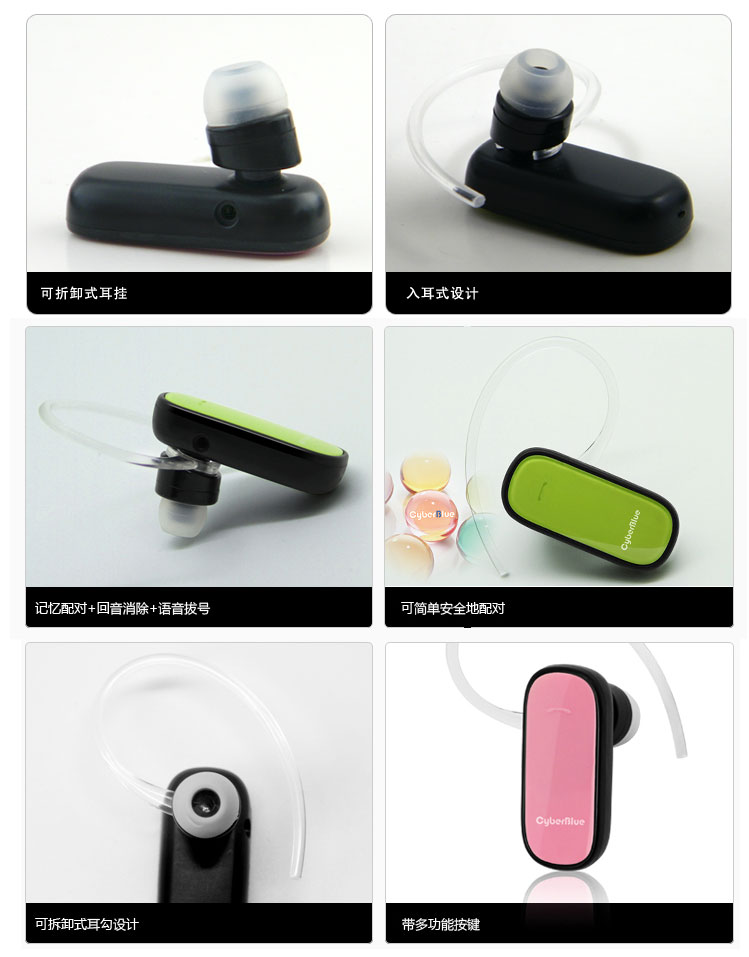 可折卸式耳挂
入耳式设计
记忆配对+回音消除+语音拔号
CyberBlue
CyberBlue
可简单安全地配对
CyberBlue
可拆卸式耳勾设计
带多功能按键